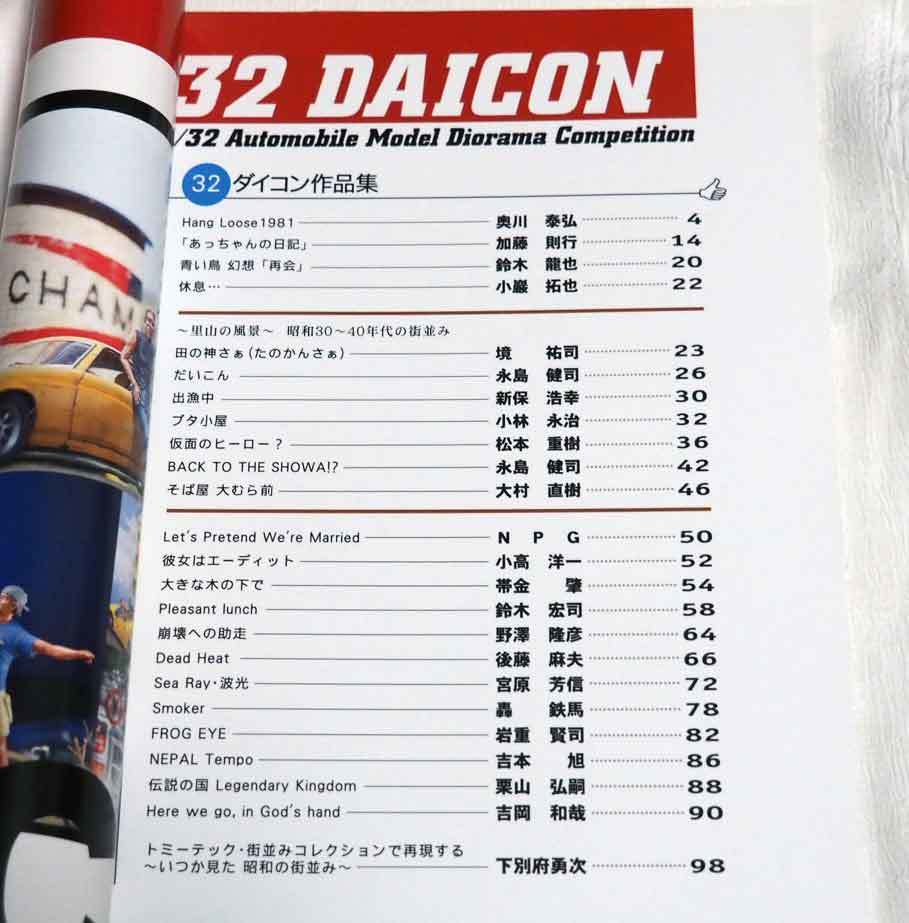 32 DAICON
/32 Automobile Model Diorama Competition
32 ダイコン作品集
Hang Loose1981 奥川 泰弘 4
「あっちゃんの日記」 加藤 則行 14
青い鳥 幻想「再会」 鈴木 龍也 20
休息… 小巌 拓也 22
～里山の風景～ 昭和30～40年代の街並み
田の神さぁ(たのかんさぁ) 境 祐司 23
だいこん 永島 健司 26
出漁中 新保 浩幸 30
ブタ小屋 小林 永治 32
仮面のヒーロー？ 松本 重樹 36
BACK TO THE SHOWA!? 永島 健司 42
そば屋 大むら前 大村 直樹 46
Let's Pretend We're Married N P G 50
彼女はエーディット 小高 洋一 52
大きな木の下で 帯金 肇 54
Pleasant lunch 鈴木 宏司 58
崩壊への助走 野澤 隆彦 64
Dead Heat 後藤 麻夫 66
Sea Ray・波光 宮原 芳信 72
Smoker 轟 鉄馬 78
FROG EYE 岩重 賢司 82
NEPAL Tempo 吉本 旭 86
伝説の国 Legendary Kingdom 栗山 弘嗣 88
Here we go, in God's hand 吉岡 和哉 90
トミーテック・街並みコレクションで再現する
～いつか見た 昭和の街並み～ 下別府勇次 98
CHAM